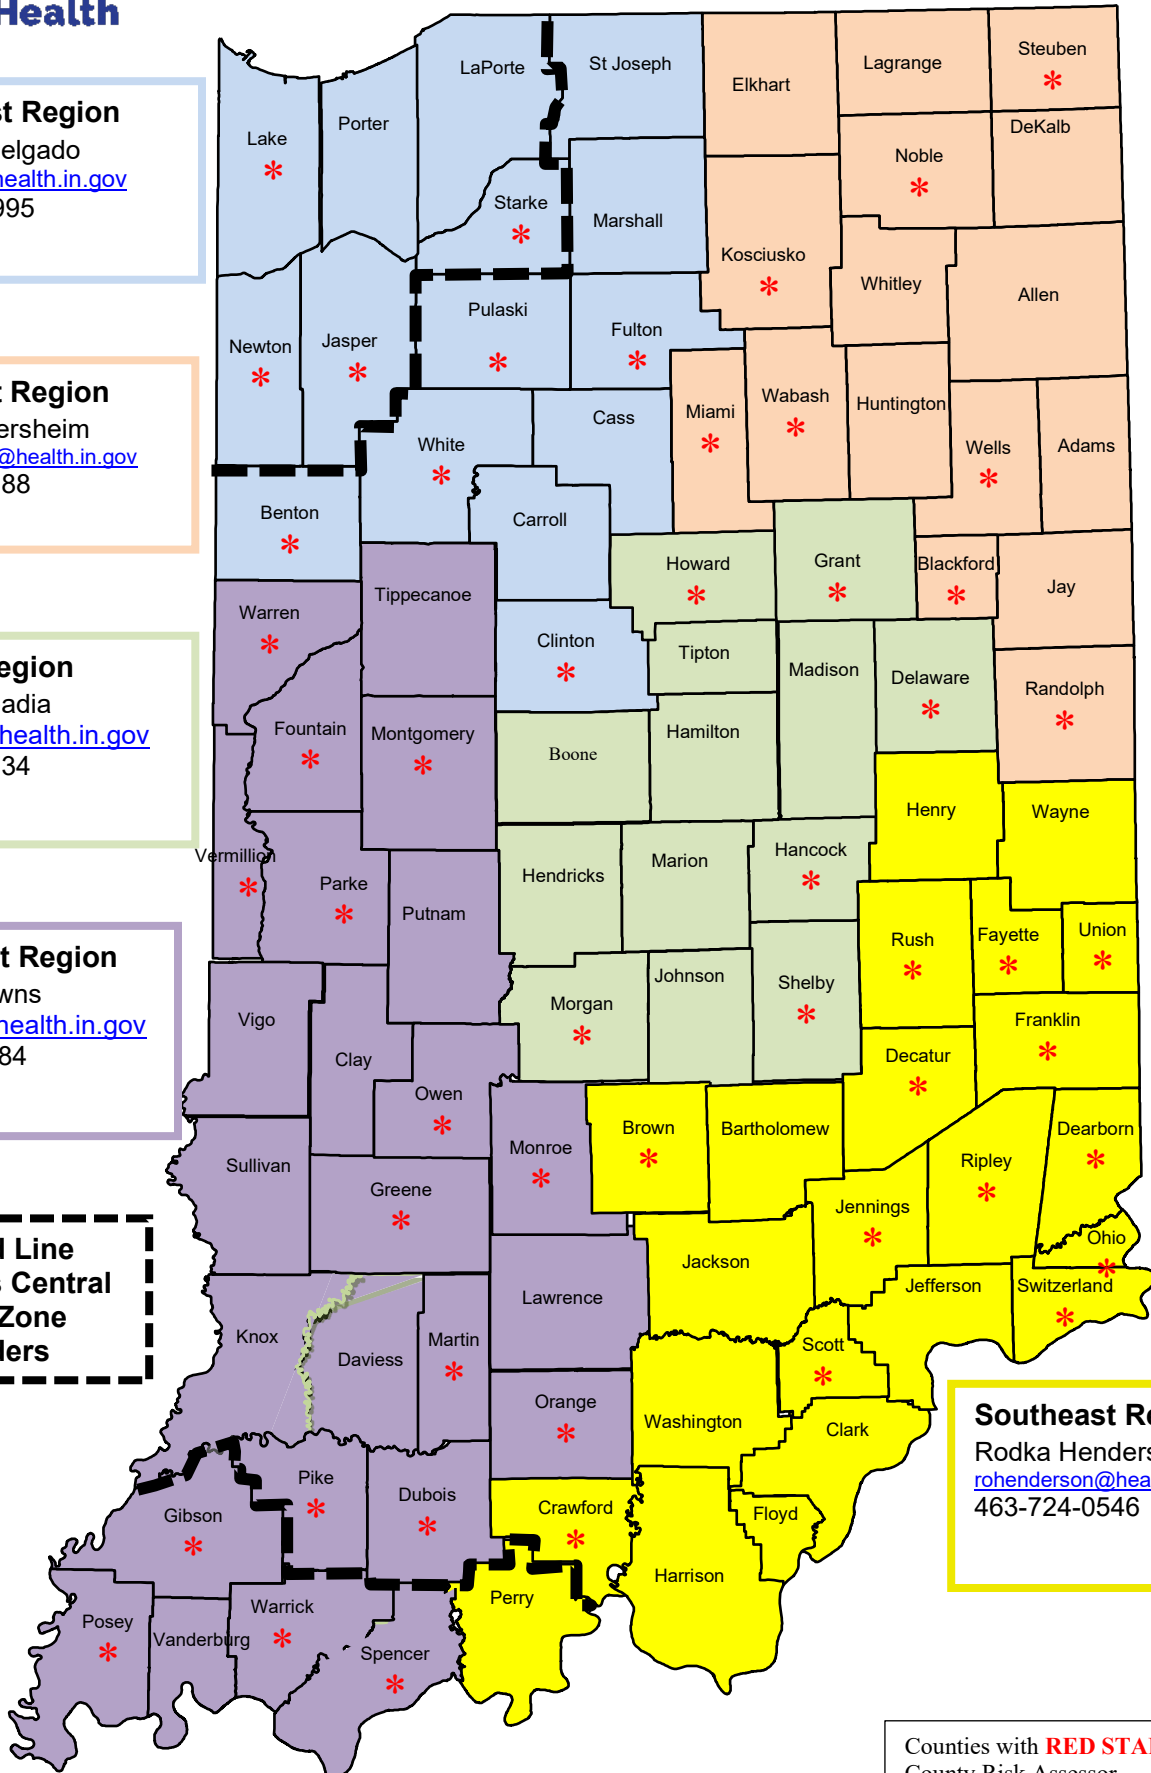 Health
st Region
elgado
health.in.gov
995
t Region
ersheim
@health.in.gov
88
egion
adia
health.in.gov
34
t Region
wns
health.in.gov
84
l Line
s Central
Zone
lers
LaPorte
St Joseph
Elkhart
Lagrange
Steuben
*
Lake
*
Porter
DeKalb
Noble
*
Starke
*
Marshall
Kosciusko
*
Whitley
Allen
Newton
*
Jasper
*
Pulaski
*
Fulton
*
Cass
Miami
*
Wabash
*
Huntington
White
*
Wells
*
Adams
Benton
*
Carroll
Howard
*
Grant
*
Blackford
*
Jay
Warren
*
Tippecanoe
Clinton
*
Tipton
Madison
Delaware
*
Randolph
*
Fountain
*
Montgomery
*
Boone
Hamilton
Henry
Wayne
Vermillion
*
Parke
*
Putnam
Hendricks
Marion
Hancock
*
Rush
*
Fayette
*
Union
*
Vigo
Clay
Morgan
*
Johnson
Shelby
*
Franklin
*
Decatur
*
Owen
*
Sullivan
Greene
*
Monroe
*
Brown
*
Bartholomew
Jennings
*
Ripley
*
Dearborn
*
Ohio
*
Knox
Daviess
Martin
*
Lawrence
Jackson
Jefferson
Switzerland
*
Scott
*
Orange
*
Washington
Clark
Gibson
*
Pike
*
Dubois
*
Crawford
*
Floyd
Harrison
Posey
*
Vanderburg
Warrick
*
Spencer
*
Perry
Southeast Re
Rodka Henders
rohenderson@hea
463-724-0546
Counties with RED STA
County Risk Assessor